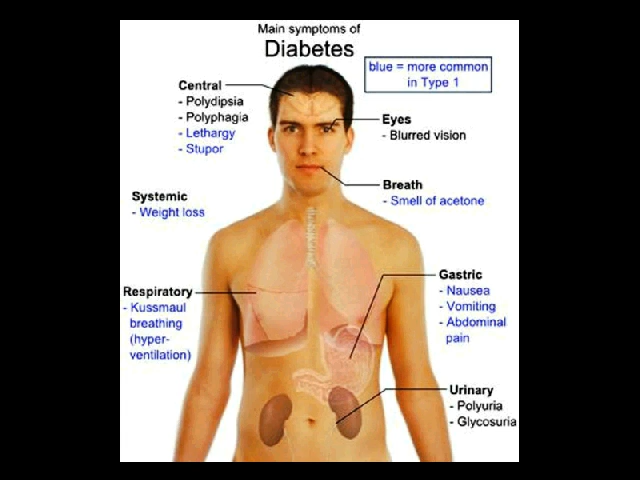 Main symptoms of
Diabetes
blue = more common
in Type 1
Central
- Polydipsia
- Polyphagia
- Lethargy
- Stupor
Eyes
- Blurred vision
Breath
- Smell of acetone
Systemic
- Weight loss
Gastric
- Nausea
- Vomiting
- Abdominal
pain
Respiratory
- Kussmaul
breathing
(hyper-
ventilation)
Urinary
- Polyuria
- Glycosuria